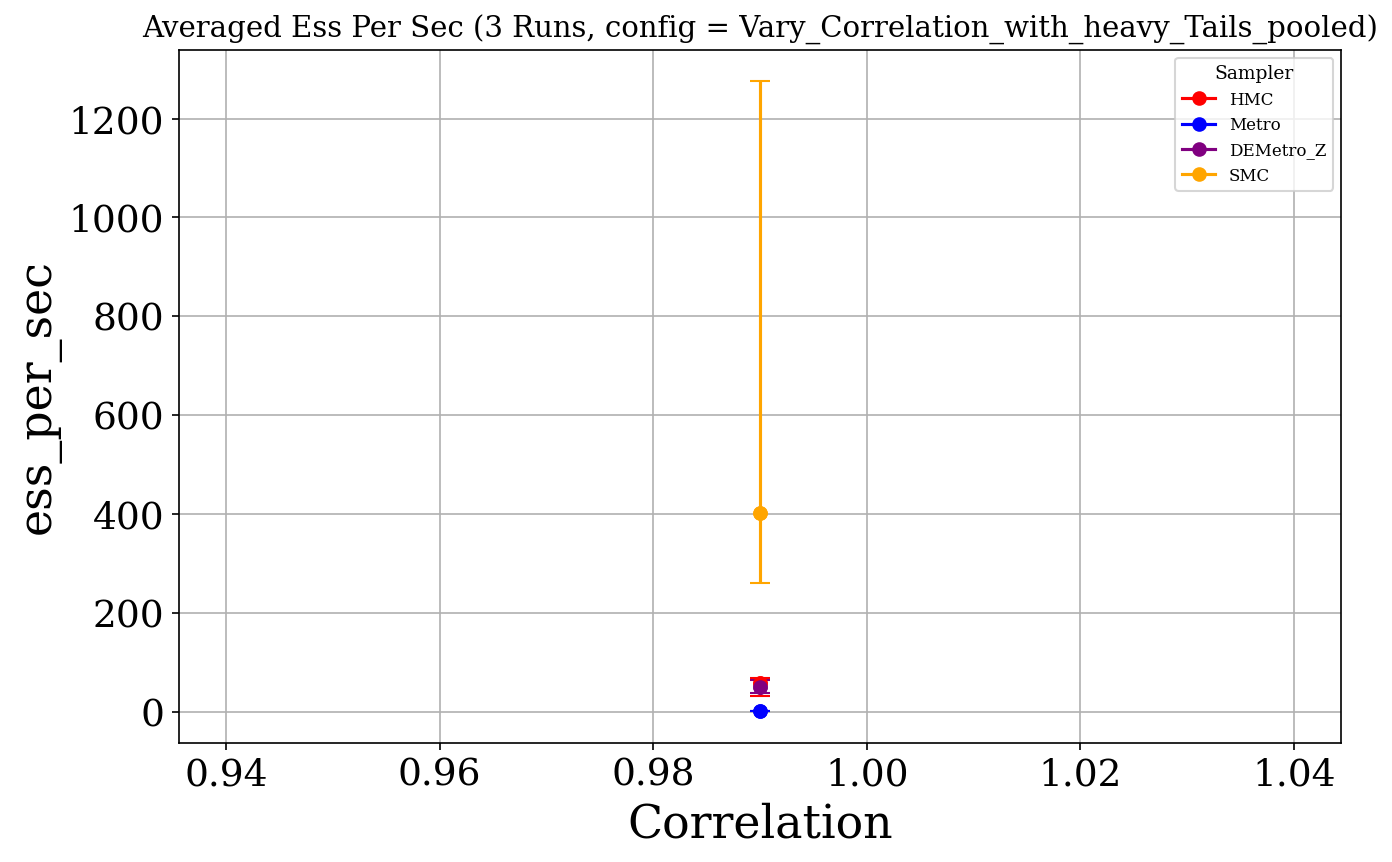 Averaged Ess Per Sec (3 Runs, config = Vary_Correlation_with_heavy_Tails_pooled)
Sampler
HMC
Metro
DEMetro_Z
SMC
ess_per_sec
1200
1000
800
600
400
200
0
0.94 0.96 0.98 1.00 1.02 1.04
Correlation